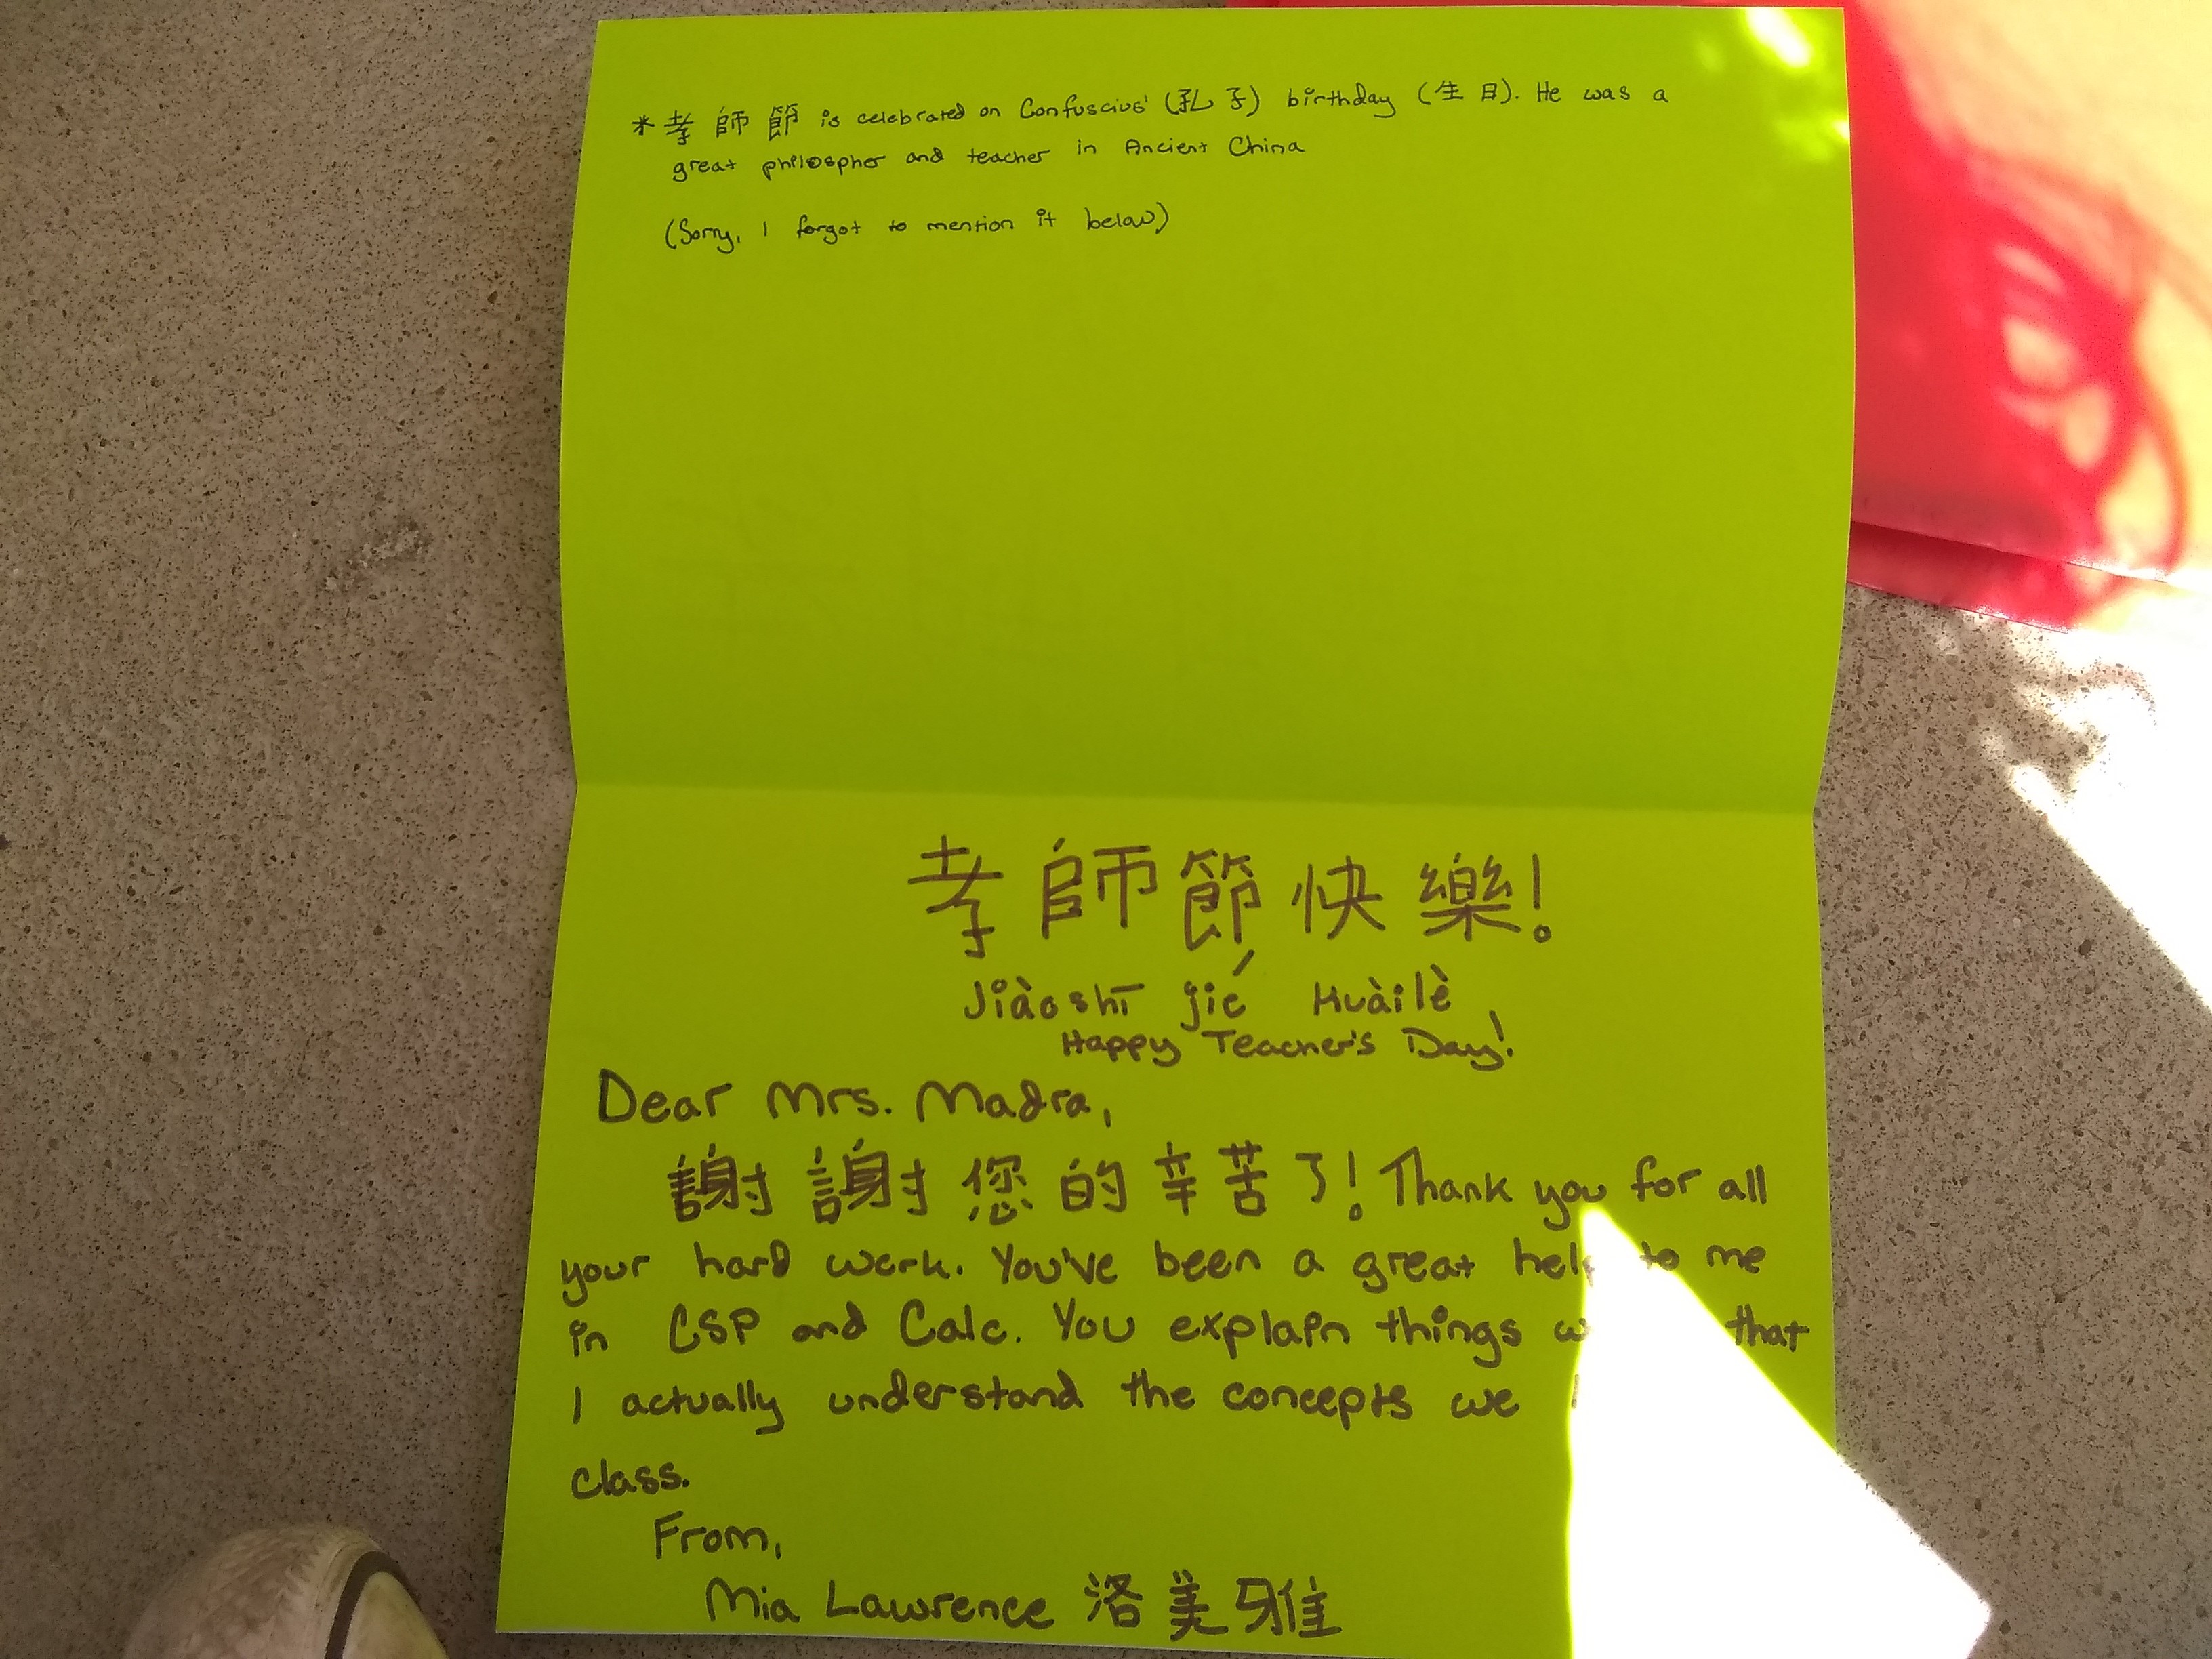 *孝師節 is celebrated on Confuscius' (孔子) birthday (生日). He was a
great philospher and teacher in Ancient China
(Sorry, I forgot to mention it below)
孝師節快樂!
Jiàoshī jié Kuàilè
Happy Teacher's Day!
Dear Mrs. Madra,
謝謝您的辛苦了! Thank you for all
your hard work. You've been a great help to me
in CSP and Calc. You explain things that
I actually understand the concepts we
class.
From,
Mia Lawrence 洛美雅